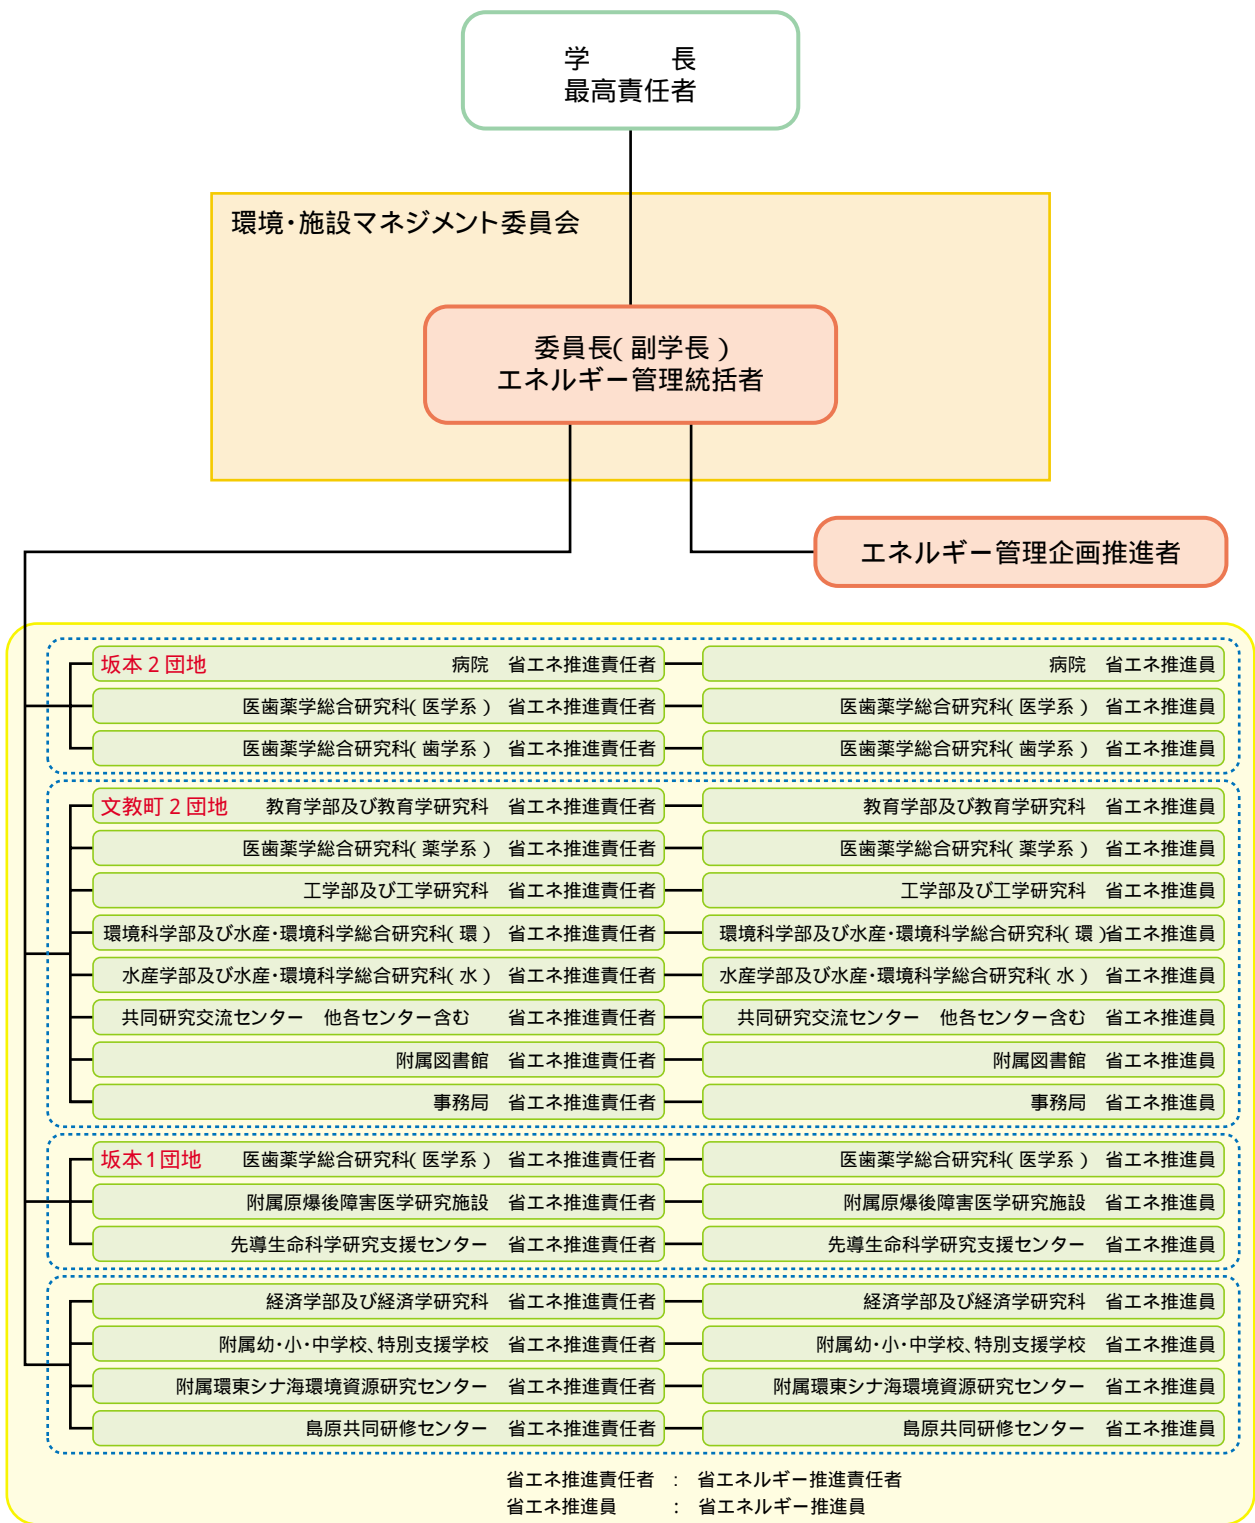 学　　　長
最高責任者
環境・施設マネジメント委員会
委員長（副学長）
エネルギー管理統括者
エネルギー管理企画推進者
坂本２団地　病院　省エネ推進責任者　病院　省エネ推進員
医歯薬学総合研究科（医学系）　省エネ推進責任者　医歯薬学総合研究科（医学系）　省エネ推進員
医歯薬学総合研究科（歯学系）　省エネ推進責任者　医歯薬学総合研究科（歯学系）　省エネ推進員
文教町２団地　教育学部及び教育学研究科　省エネ推進責任者　教育学部及び教育学研究科　省エネ推進員
医歯薬学総合研究科（薬学系）　省エネ推進責任者　医歯薬学総合研究科（薬学系）　省エネ推進員
工学部及び工学研究科　省エネ推進責任者　工学部及び工学研究科　省エネ推進員
環境科学部及び水産・環境科学総合研究科（環）　省エネ推進責任者　環境科学部及び水産・環境科学総合研究科（環）省エネ推進員
水産学部及び水産・環境科学総合研究科（水）　省エネ推進責任者　水産学部及び水産・環境科学総合研究科（水）　省エネ推進員
共同研究交流センター　他各センター含む　省エネ推進責任者　共同研究交流センター　他各センター含む　省エネ推進員
附属図書館　省エネ推進責任者　附属図書館　省エネ推進員
事務局　省エネ推進責任者　事務局　省エネ推進員
坂本１団地　医歯薬学総合研究科（医学系）　省エネ推進責任者　医歯薬学総合研究科（医学系）　省エネ推進員
附属原爆後障害医学研究施設　省エネ推進責任者　附属原爆後障害医学研究施設　省エネ推進員
先導生命科学研究支援センター　省エネ推進責任者　先導生命科学研究支援センター　省エネ推進員
経済学部及び経済学研究科　省エネ推進責任者　経済学部及び経済学研究科　省エネ推進員
附属幼・小・中学校、特別支援学校　省エネ推進責任者　附属幼・小・中学校、特別支援学校　省エネ推進員
附属環東シナ海環境資源研究センター　省エネ推進責任者　附属環東シナ海環境資源研究センター　省エネ推進員
島原共同研修センター　省エネ推進責任者　島原共同研修センター　省エネ推進員
省エネ推進責任者　：　省エネルギー推進責任者
省エネ推進員　　　：　省エネルギー推進員